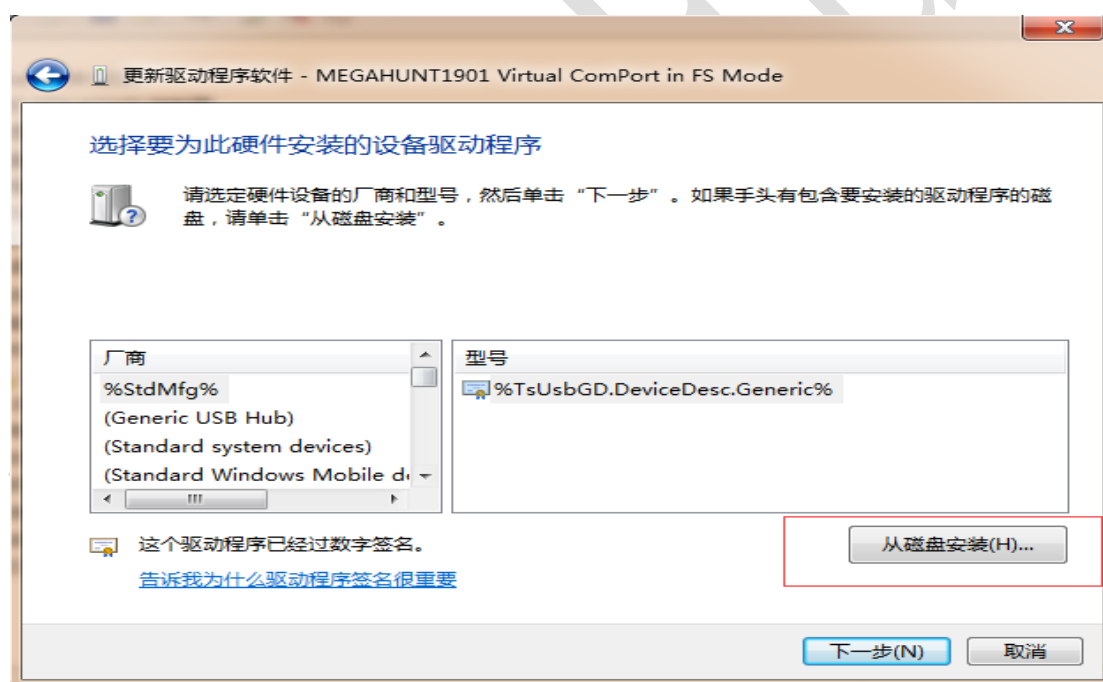 更新驱动程序软件 - MEGAHUNT1901 Virtual ComPort in FS Mode
选择要为此硬件安装的设备驱动程序
请选定硬件设备的厂商和型号，然后单击“下一步”。如果手头有包含要安装的驱动程序的磁
盘，请单击“从磁盘安装”。
厂商
%StdMfg%
(Generic USB Hub)
(Standard system devices)
(Standard Windows Mobile d
型号
%TsUsbGD.DeviceDesc.Generic%
这个驱动程序已经过数字签名。
告诉我为什么驱动程序签名很重要
从磁盘安装(H)...
下一步(N)
取消